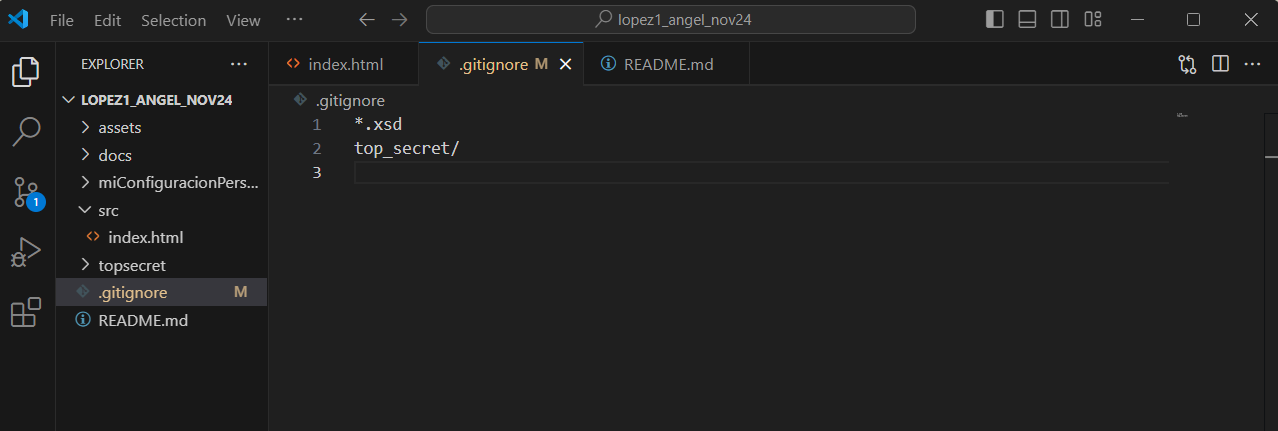 File Edit Selection View ··· lopez1_angel_nov24
EXPLORER ···
LOPEZ1_ANGEL_NOV24
assets
docs
miConfiguracionPers...
src
index.html
topsecret
.gitignore M
README.md
1
index.html .gitignore M README.md ···
.gitignore
1 *.xsd
2 top_secret/
3